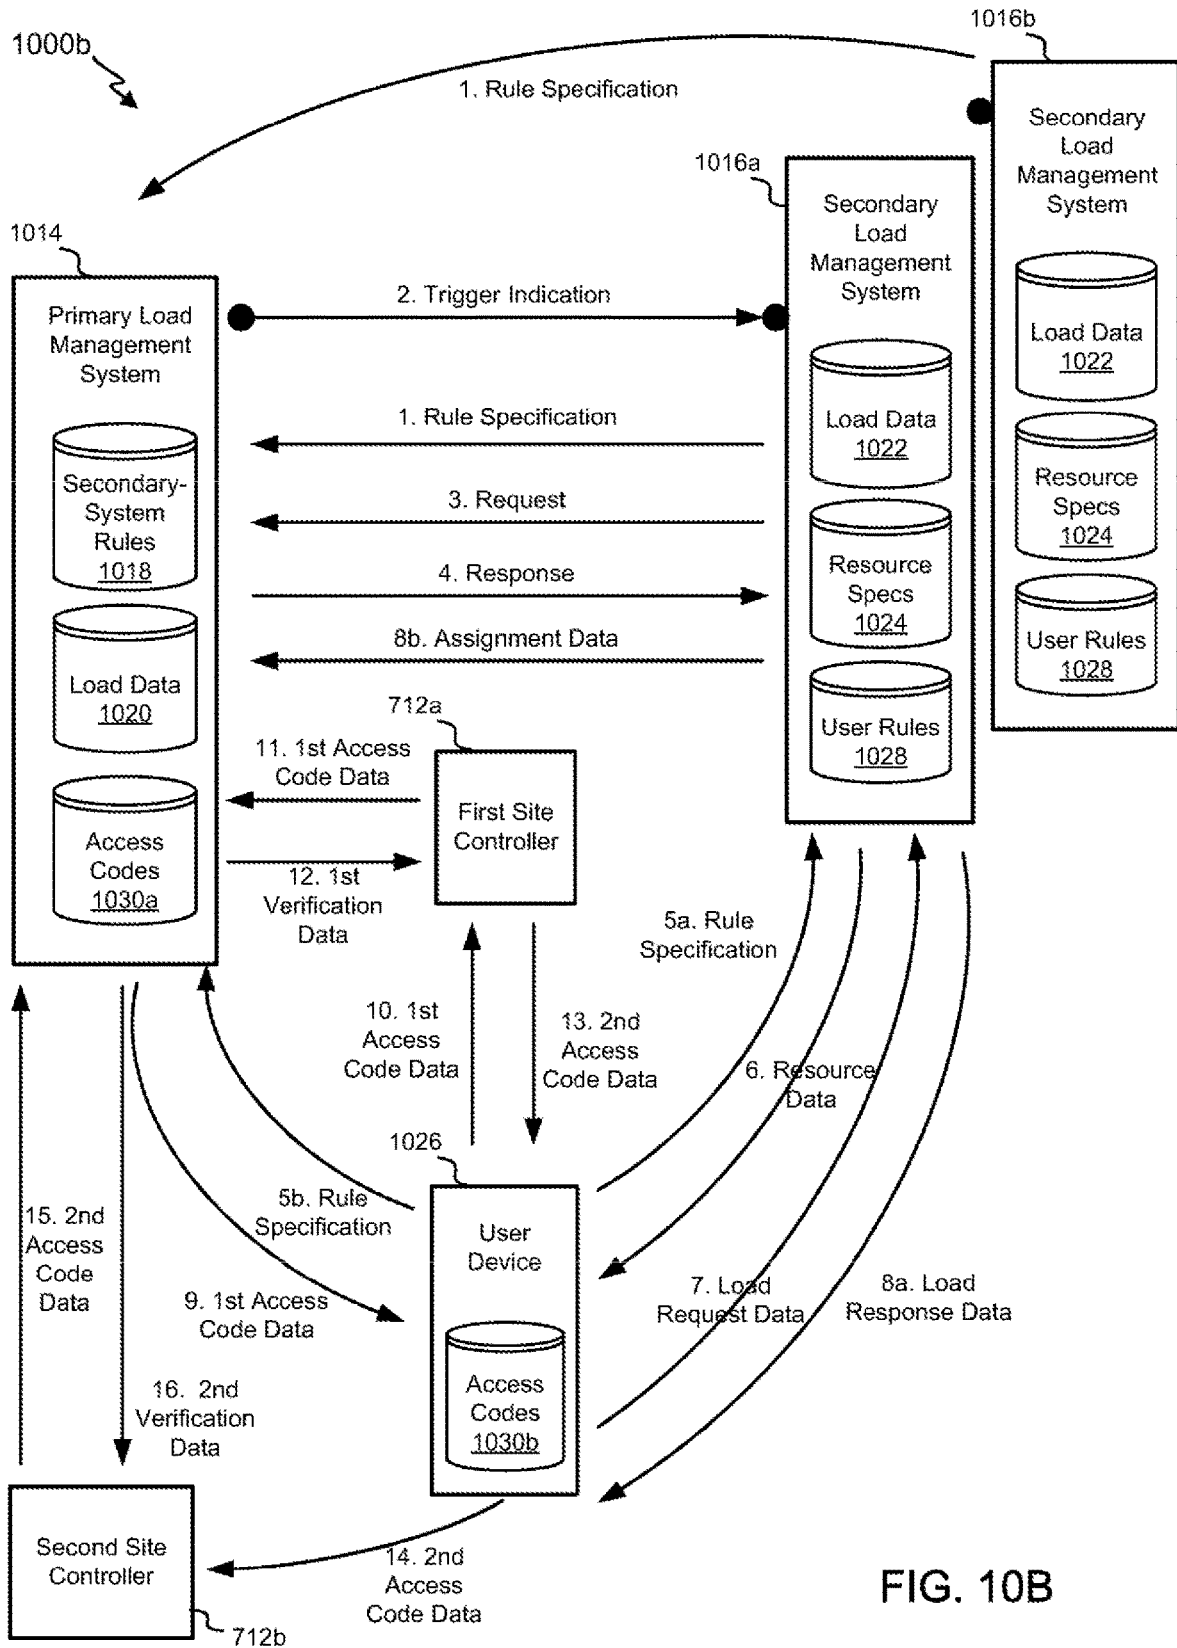 1000b
1016b
1. Rule Specification
Secondary
Load
Management
System
Load Data
1022
Resource
Specs
1024
User Rules
1028
1016a
Secondary
Load
Management
System
Load Data
1022
Resource
Specs
1024
User Rules
1028
1014
Primary Load
Management
System
Secondary-
System
Rules
1018
Load Data
1020
Access
Codes
1030a
2. Trigger Indication
1. Rule Specification
3. Request
4. Response
8b. Assignment Data
712a
First Site
Controller
11. 1st Access
Code Data
12. 1st
Verification
Data
10. 1st
Access
Code Data
13. 2nd
Access
Code Data
5a. Rule
Specification
6. Resource
Data
7. Load
Request Data
8a. Load
Response Data
1026
User
Device
Access
Codes
1030b
5b. Rule
Specification
9. 1st Access
Code Data
15. 2nd
Access
Code
Data
16. 2nd
Verification
Data
Second Site
Controller
712b
14. 2nd
Access
Code Data
FIG. 10B